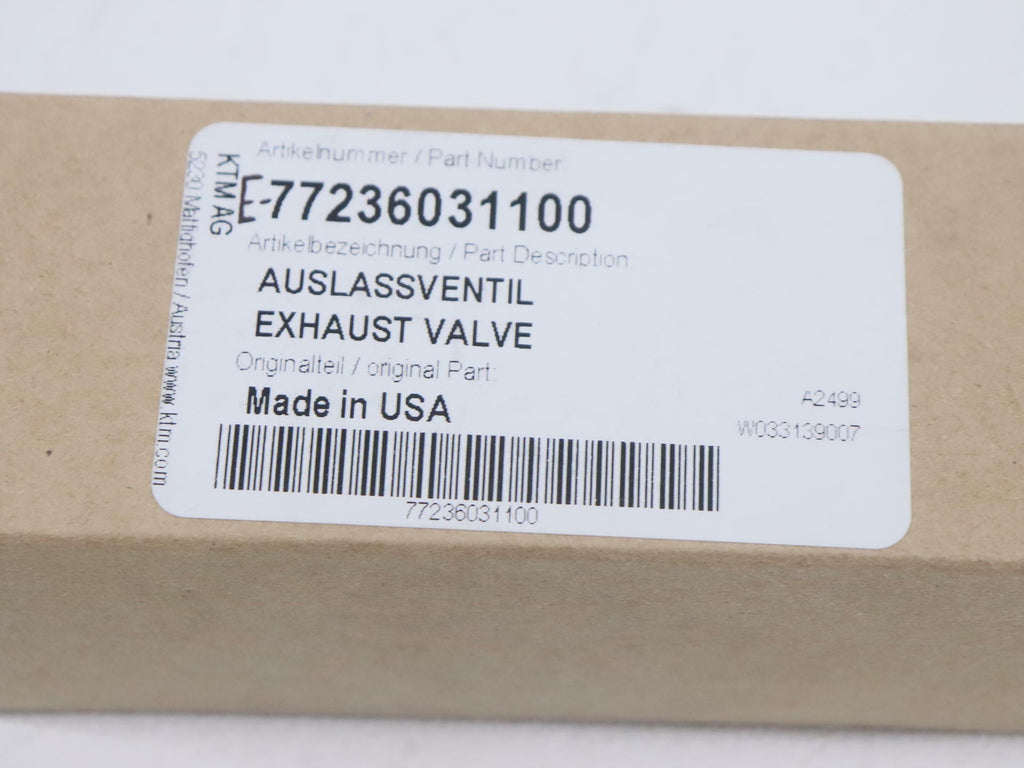 Artikelnummer / Part Number:
E-77236031100
Artikelbezeichnung / Part Description
AUSLASSVENTIL
EXHAUST VALVE
Originalteil / original Part:
Made in USA
A2499
W033139007
77236031100
KTM AG
5230 Mattighofen / Austria www.ktm.com